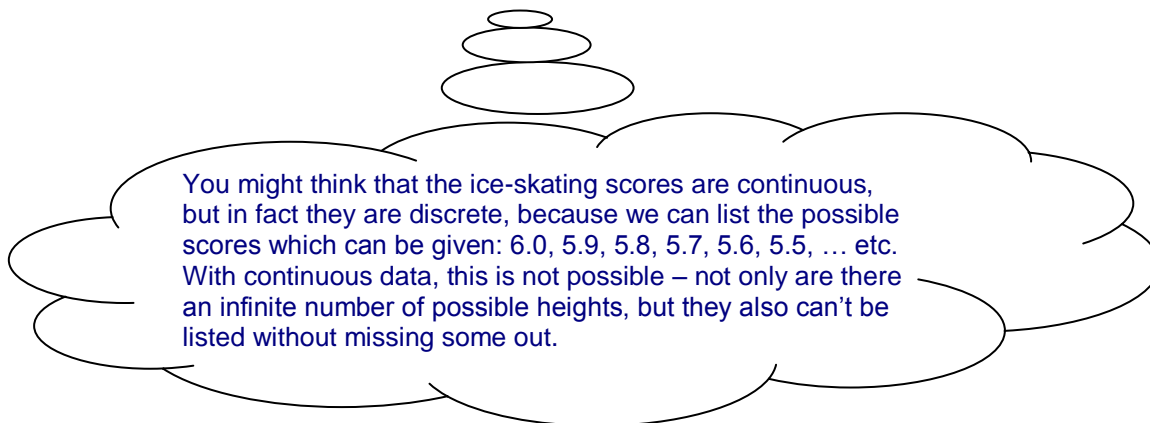 You might think that the ice-skating scores are continuous,
but in fact they are discrete, because we can list the possible
scores which can be given: 6.0, 5.9, 5.8, 5.7, 5.6, 5.5, … etc.
With continuous data, this is not possible – not only are there
an infinite number of possible heights, but they also can’t be
listed without missing some out.